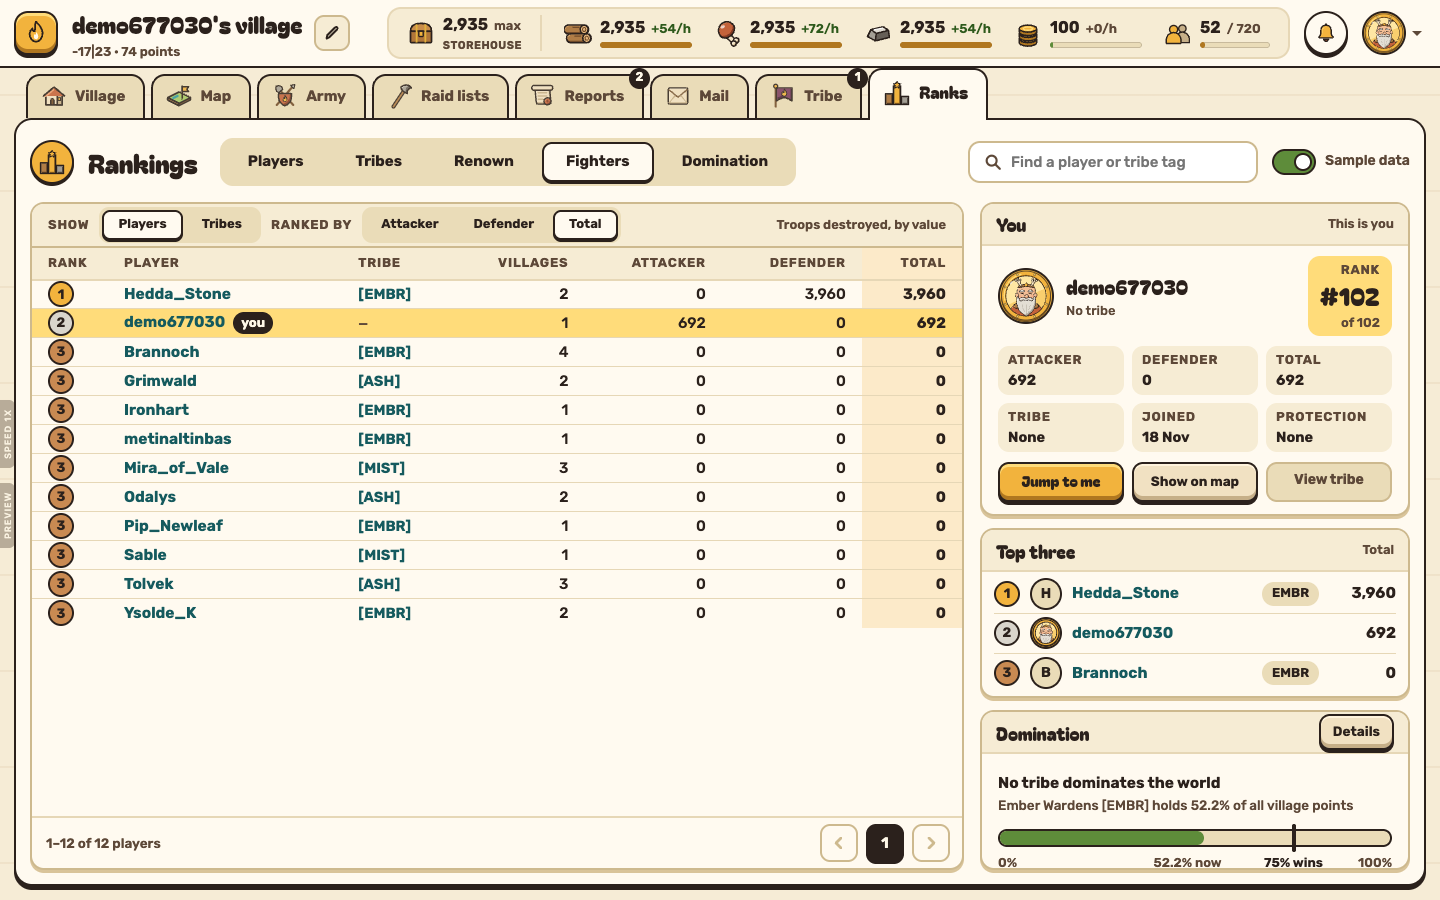 demo677030's village
-17|23 • 74 points
2,935 max
STOREHOUSE
2,935 +54/h
2,935 +72/h
2,935 +54/h
100 +0/h
52 / 720
Village
Map
Army
Raid lists
Reports 2
Mail
Tribe 1
Ranks
Rankings
Players
Tribes
Renown
Fighters
Domination
Find a player or tribe tag
Sample data
SHOW Players Tribes RANKED BY Attacker Defender Total Troops destroyed, by value
RANK PLAYER TRIBE VILLAGES ATTACKER DEFENDER TOTAL
1 Hedda_Stone [EMBR] 2 0 3,960 3,960
2 demo677030 you – 1 692 0 692
3 Brannoch [EMBR] 4 0 0 0
3 Grimwald [ASH] 2 0 0 0
3 Ironhart [EMBR] 1 0 0 0
3 metinaltinbas [EMBR] 1 0 0 0
3 Mira_of_Vale [MIST] 3 0 0 0
3 Odalys [ASH] 2 0 0 0
3 Pip_Newleaf [EMBR] 1 0 0 0
3 Sable [MIST] 1 0 0 0
3 Tolvek [ASH] 3 0 0 0
3 Ysolde_K [EMBR] 2 0 0 0
1–12 of 12 players
1
You This is you
demo677030
No tribe
RANK
#102
of 102
ATTACKER DEFENDER TOTAL
692 0 692
TRIBE JOINED PROTECTION
None 18 Nov None
Jump to me Show on map View tribe
Top three Total
1 H Hedda_Stone EMBR 3,960
2 demo677030 692
3 B Brannoch EMBR 0
Domination Details
No tribe dominates the world
Ember Wardens [EMBR] holds 52.2% of all village points
0% 52.2% now 75% wins 100%
SPEED 1X
PREVIEW